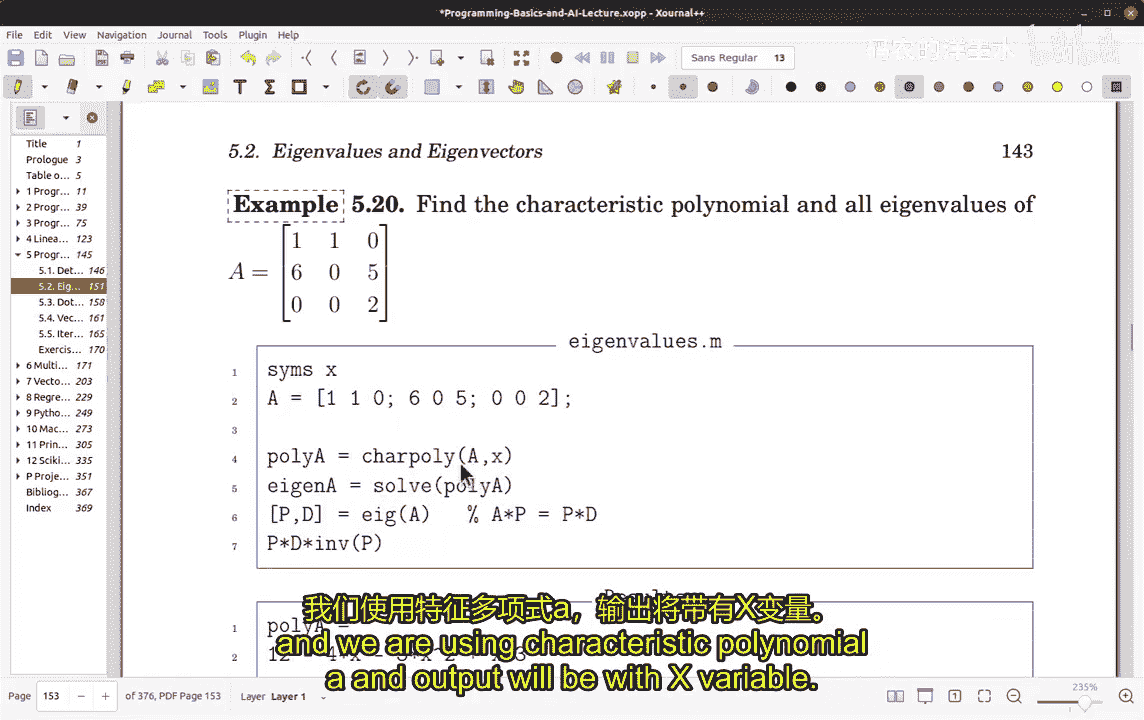 *Programming-Basics-and-AI-Lecture.xopp - Xournal++
File Edit View Navigation Journal Tools Plugin Help
Sans Regular 13
Title 1
Prologue 3
Table o... 5
1 Progr... 11
2 Progr... 39
3 Progr... 75
4 Linea... 123
5 Progr... 145
5.1. Det... 146
5.2. Eig... 151
5.3. Dot... 158
5.4. Vec... 161
5.5. Iter... 165
Exercis... 170
6 Multi... 171
7 Vecto... 203
8 Regre... 229
9 Pytho... 249
10 Mac... 273
11 Prin... 305
12 Sciki... 335
P Proje... 351
Bibliog... 367
Index 369
5.2. Eigenvalues and Eigenvectors 143
Example 5.20. Find the characteristic polynomial and all eigenvalues of
A = [1 1 0
6 0 5
0 0 2]
eigenvalues.m
1 syms x
2 A = [1 1 0; 6 0 5; 0 0 2];
3
4 polyA = charpoly(A,x)
5 eigenA = solve(polyA)
6 [P,D] = eig(A) % A*P = P*D
7 P*D*inv(P)
1 polyA =
2 12
我们使用特征多项式a，输出将带有X变量。
and we are using characteristic polynomial
a and output will be with X variable.
Page 153 of 376, PDF Page 153 Layer Layer 1 235%